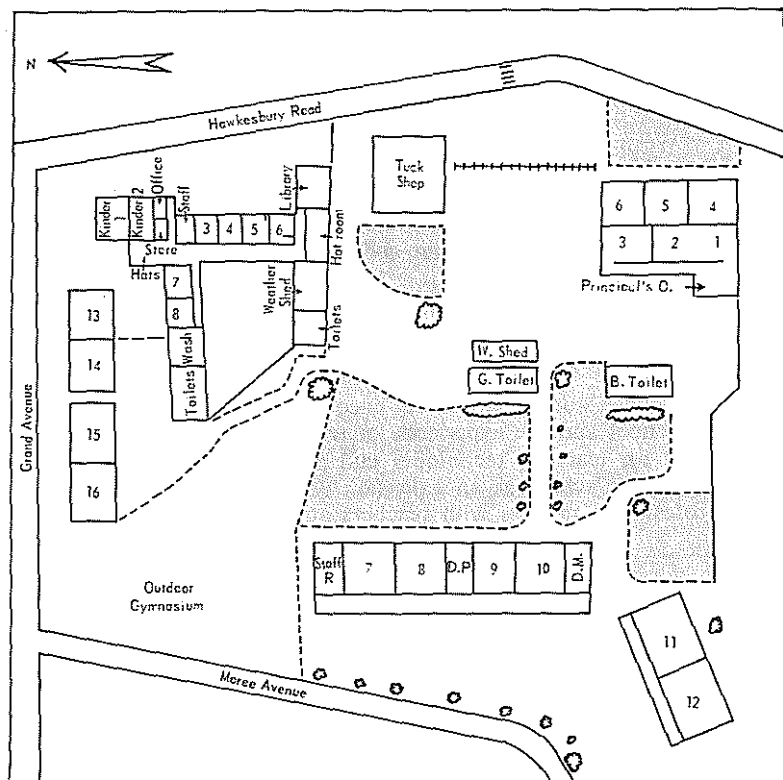 N
Hawkesbury Road
Kinder
1
Kinder 2
Office
Store
Staff
3
4
5
6
Library
Hot room
Tuck
Shop
6
5
4
3
2
1
Principal's O.
Hats
7
8
Wash
Toilets
Weather
Shed
Toilets
13
14
15
16
Grand Avenue
W. Shed
G. Toilet
B. Toilet
Staff
R
7
8
D.P
9
10
D.M.
Outdoor
Gymnasium
11
12
Moree Avenue